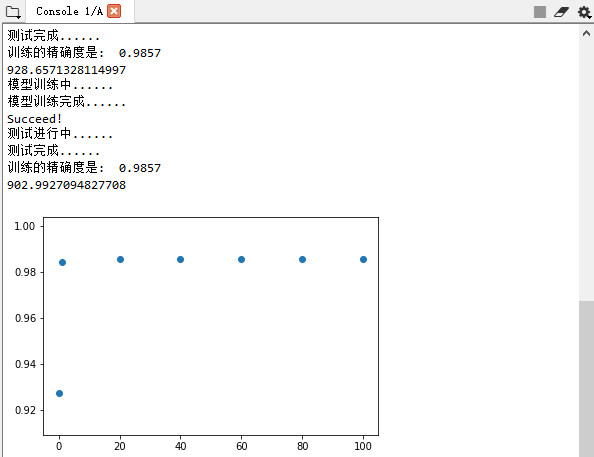 Console 1/A
测试完成......
训练的精确度是: 0.9857
928.6571328114997
模型训练中......
模型训练完成......
Succeed!
测试进行中......
测试完成......
训练的精确度是: 0.9857
902.9927094827708
1.00
0.98
0.96
0.94
0.92
0 20 40 60 80 100